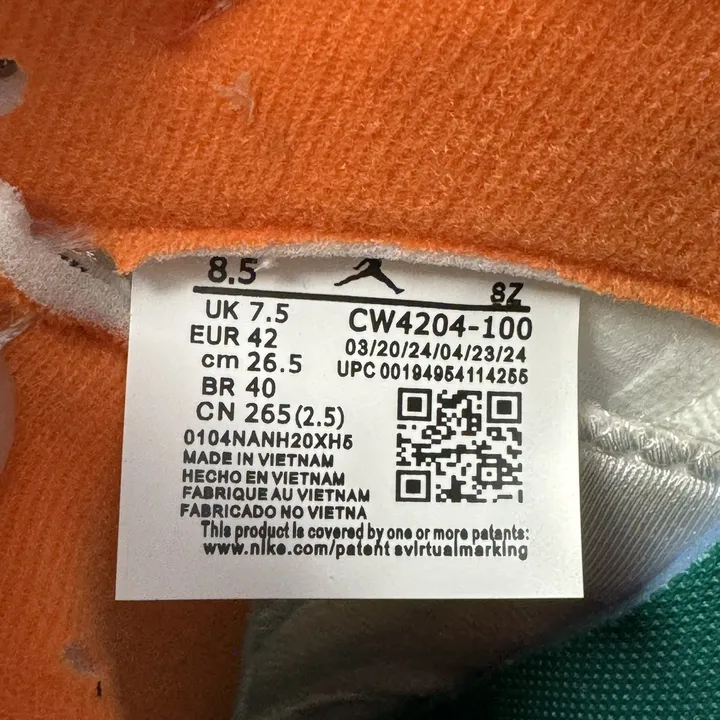 8.5
8Z
UK 7.5
EUR 42
cm 26.5
BR 40
CN 265(2.5)
CW4204-100
03/20/24/04/23/24
UPC 00194954114255
0104NANH20XH5
MADE IN VIETNAM
HECHO EN VIETNAM
FABRIQUE AU VIETNAM
FABRICADO NO VIETNA
This product is covered by one or more patents:
www.nike.com/patent svirtualmarking